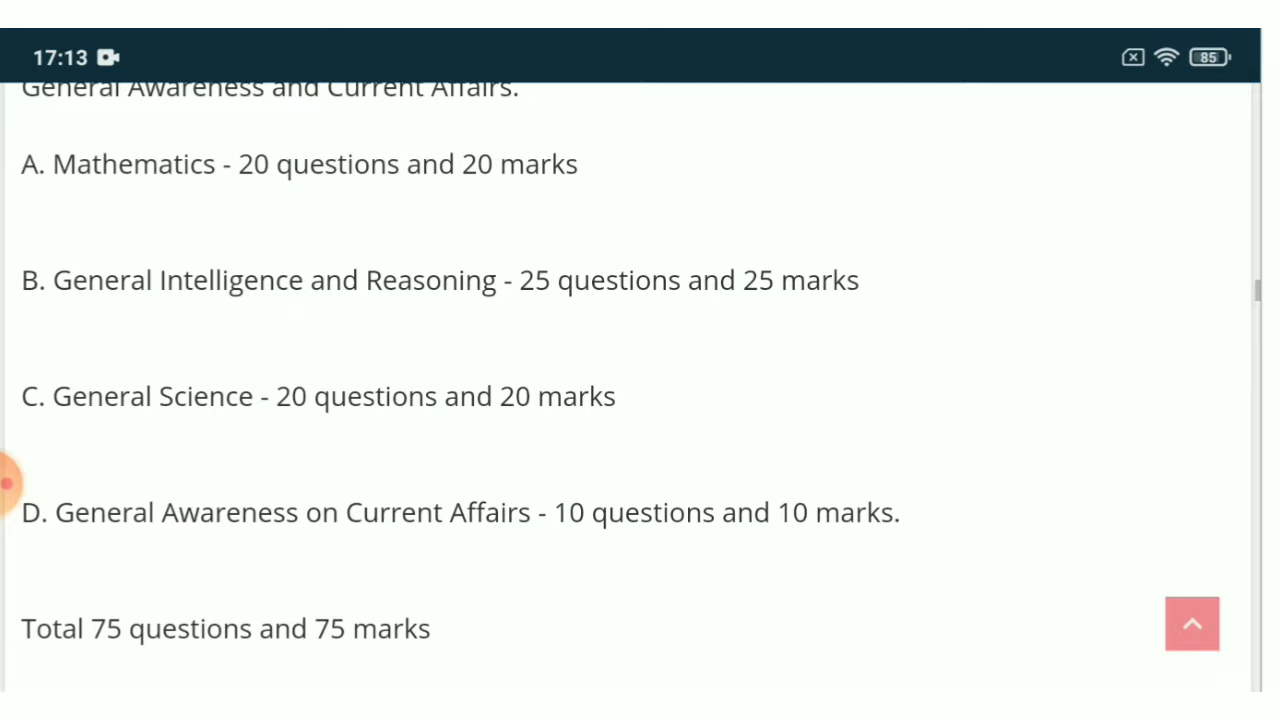 17:13
85
General Awareness and Current Affairs.
A. Mathematics - 20 questions and 20 marks
B. General Intelligence and Reasoning - 25 questions and 25 marks
C. General Science - 20 questions and 20 marks
D. General Awareness on Current Affairs - 10 questions and 10 marks.
Total 75 questions and 75 marks